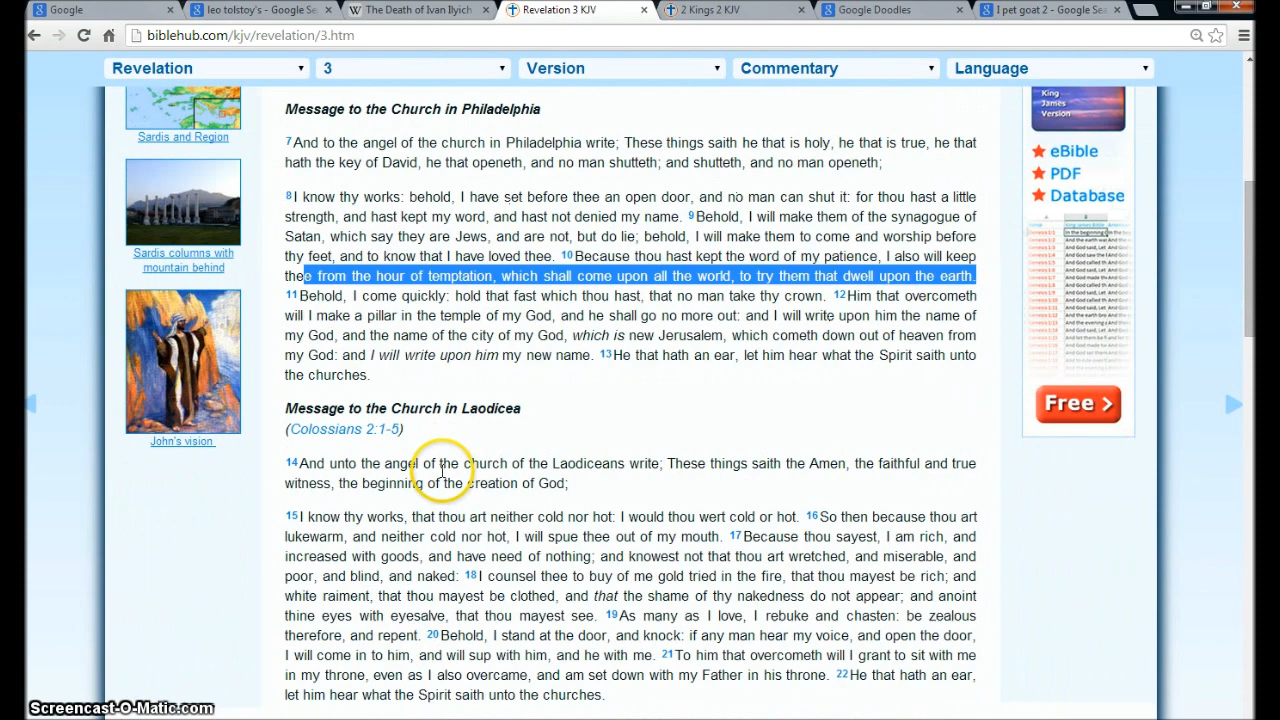 Google
leo tolstoy's - Google Se
The Death of Ivan Ilyich
Revelation 3 KJV
2 Kings 2 KJV
Google Doodles
I pet goat 2 - Google Sea
biblehub.com/kjv/revelation/3.htm
Revelation
3
Version
Commentary
Language
Sardis and Region
Sardis columns with
mountain behind
John's vision
Message to the Church in Philadelphia
7And to the angel of the church in Philadelphia write; These things saith he that is holy, he that is true, he that
hath the key of David, he that openeth, and no man shutteth; and shutteth, and no man openeth;
8I know thy works: behold, I have set before thee an open door, and no man can shut it: for thou hast a little
strength, and hast kept my word, and hast not denied my name. 9Behold, I will make them of the synagogue of
Satan, which say they are Jews, and are not, but do lie; behold, I will make them to come and worship before
thy feet, and to know that I have loved thee. 10Because thou hast kept the word of my patience, I also will keep
thee from the hour of temptation, which shall come upon all the world, to try them that dwell upon the earth.
11Behold, I come quickly: hold that fast which thou hast, that no man take thy crown. 12Him that overcometh
will I make a pillar in the temple of my God, and he shall go no more out: and I will write upon him the name of
my God, and the name of the city of my God, which is new Jerusalem, which cometh down out of heaven from
my God: and I will write upon him my new name. 13He that hath an ear, let him hear what the Spirit saith unto
the churches.
Message to the Church in Laodicea
(Colossians 2:1-5)
14And unto the angel of the church of the Laodiceans write; These things saith the Amen, the faithful and true
witness, the beginning of the creation of God;
15I know thy works, that thou art neither cold nor hot: I would thou wert cold or hot. 16So then because thou art
lukewarm, and neither cold nor hot, I will spue thee out of my mouth. 17Because thou sayest, I am rich, and
increased with goods, and have need of nothing; and knowest not that thou art wretched, and miserable, and
poor, and blind, and naked: 18I counsel thee to buy of me gold tried in the fire, that thou mayest be rich; and
white raiment, that thou mayest be clothed, and that the shame of thy nakedness do not appear; and anoint
thine eyes with eyesalve, that thou mayest see. 19As many as I love, I rebuke and chasten: be zealous
therefore, and repent. 20Behold, I stand at the door, and knock: if any man hear my voice, and open the door,
I will come in to him, and will sup with him, and he with me. 21To him that overcometh will I grant to sit with me
in my throne, even as I also overcame, and am set down with my Father in his throne. 22He that hath an ear,
let him hear what the Spirit saith unto the churches.
King
James
Version
eBible
PDF
Database
Free >
Screencast-O-Matic.com